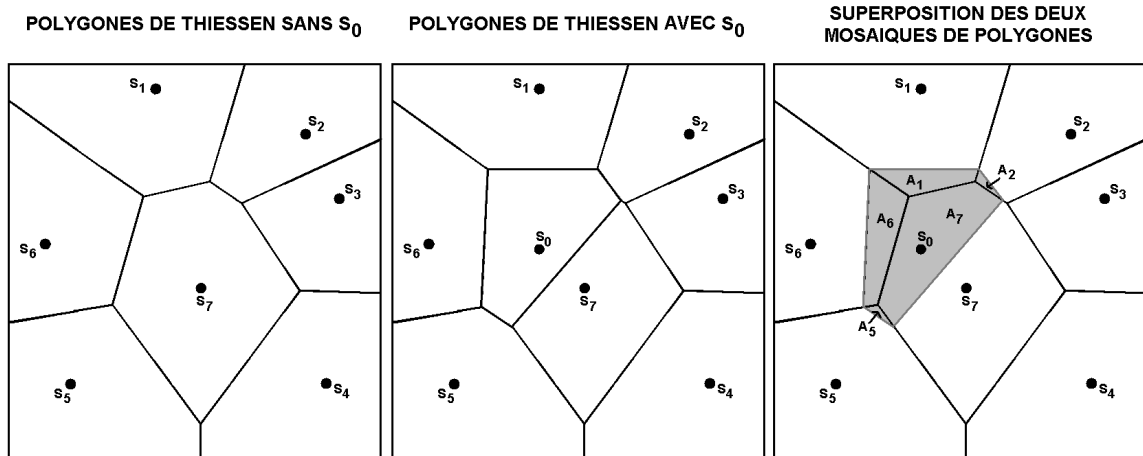 POLYGONES DE THIESSEN SANS S0
S1
S2
S3
S6
S7
S5
S4
POLYGONES DE THIESSEN AVEC S0
S1
S2
S3
S6
S0
S7
S5
S4
SUPERPOSITION DES DEUX
MOSAIQUES DE POLYGONES
S1
S2
A2
A1
S3
A6
A7
S6
S0
S7
A5
S5
S4